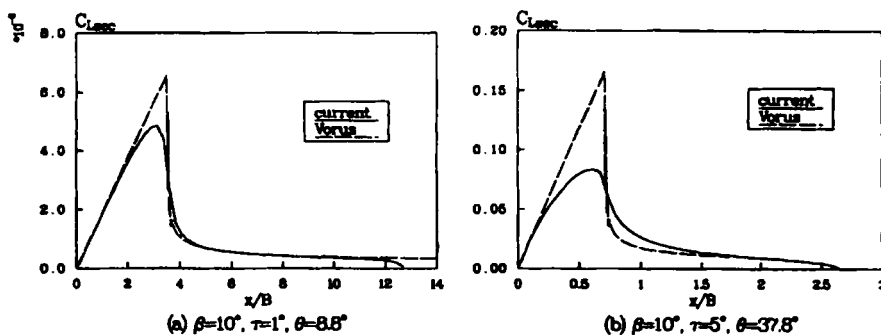 C_Lsec
8.0
6.0
4.0
2.0
0.0
current
Vorus
0 2 4 6 8 10 12 14
x/B
(a) β=10°, τ=1°, θ=8.8°
C_Lsec
0.20
0.15
0.10
0.05
0.00
current
Vorus
0 0.5 1 1.5 2 2.5 3
x/B
(b) β=10°, τ=5°, θ=37.8°